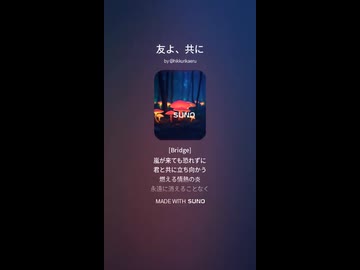 友よ、共に
SUNO
[Bridge]
嵐が来ても恐れずに
君と共に立ち向かう
燃える情熱の炎
永遠に消えることなく
MADE WITH SUNO